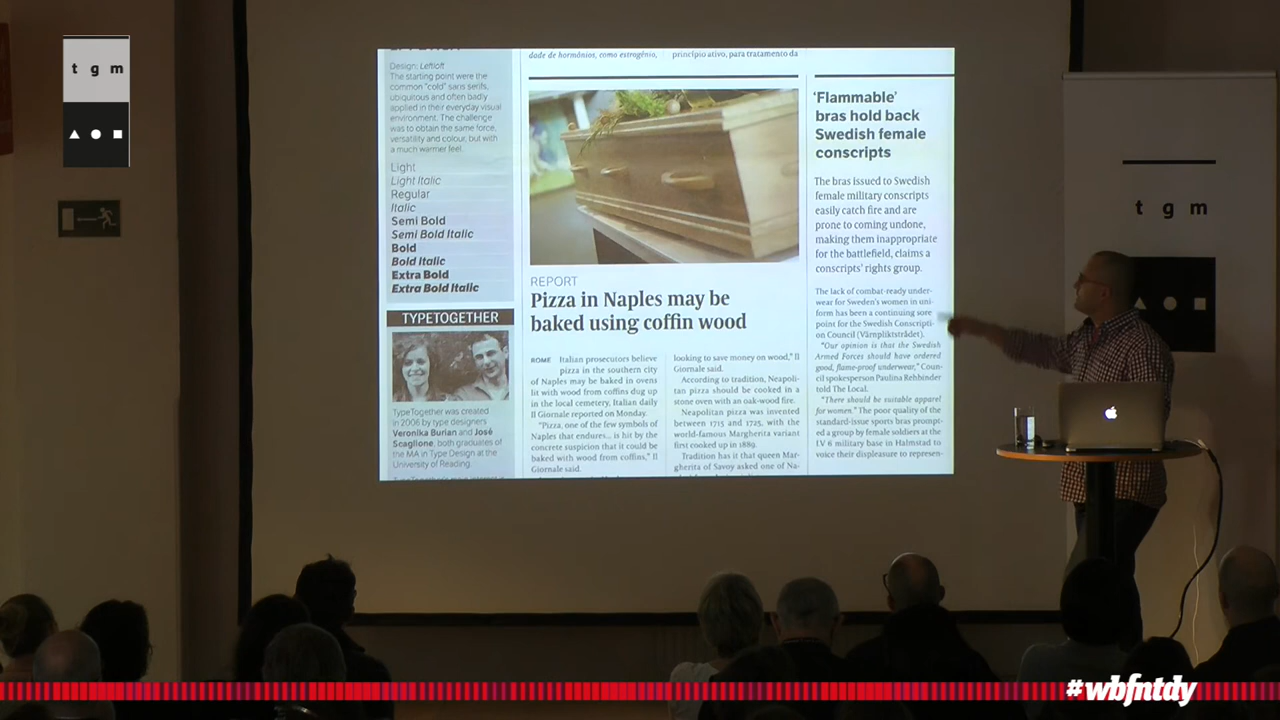 t g m
Design: Leftloft
The starting point were the
common "cold" sans serifs,
ubiquitous and often badly
applied in their everyday visual
environment. The challenge
was to obtain the same force,
versatility and colour, but with
a much warmer feel.
Light
Light Italic
Regular
Italic
Semi Bold
Semi Bold Italic
Bold
Bold Italic
Extra Bold
Extra Bold Italic
TYPETOGETHER
TypeTogether was created
in 2006 by type designers
Veronika Burian and José
Scaglione, both graduates of
the MA in Type Design at the
University of Reading.
dade de hormônios, como estrogênio,
princípio ativo, para tratamento da
REPORT
Pizza in Naples may be
baked using coffin wood
ROME Italian prosecutors believe
pizza in the southern city
of Naples may be baked in ovens
lit with wood from coffins dug up
in the local cemetery, Italian daily
Il Giornale reported on Monday.
"Pizza, one of the few symbols of
Naples that endures... is hit by the
concrete suspicion that it could be
baked with wood from coffins," Il
Giornale said.
looking to save money on wood," Il
Giornale said.
According to tradition, Neapoli-
tan pizza should be cooked in a
stone oven with an oak-wood fire.
Neapolitan pizza was invented
between 1715 and 1725, with the
world-famous Margherita variant
first cooked up in 1889.
Tradition has it that queen Mar-
gherita of Savoy asked one of Na-
'Flammable'
bras hold back
Swedish female
conscripts
The bras issued to Swedish
female military conscripts
easily catch fire and are
prone to coming undone,
making them inappropriate
for the battlefield, claims a
conscripts' rights group.
The lack of combat-ready under-
wear for Sweden's women in uni-
form has been a continuing sore
point for the Swedish Conscripti-
on Council (Värnpliktsrådet).
"Our opinion is that the Swedish
Armed Forces should have ordered
good, flame-proof underwear," Coun-
cil spokesperson Paulina Rehbinder
told The Local.
"There should be suitable apparel
for women." The poor quality of the
standard-issue sports bras prompt-
ed a group by female soldiers at the
LV 6 military base in Halmstad to
voice their displeasure to represen-
t g m
#wbfntdy